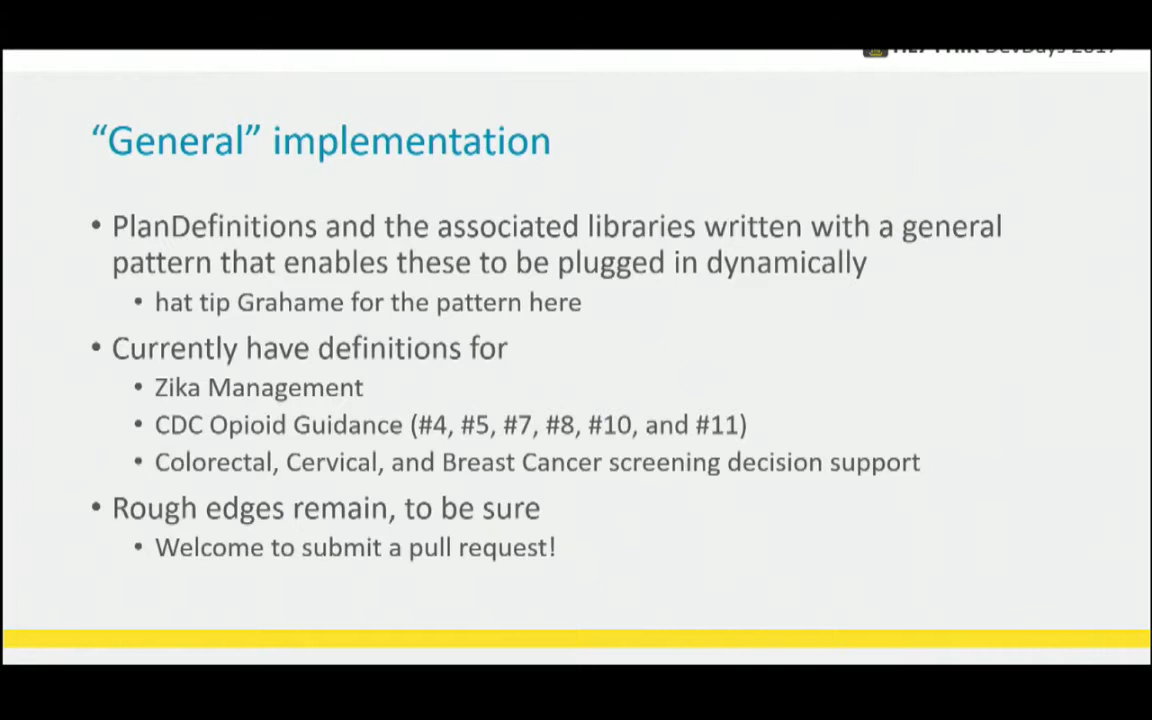 DevDays 2017
“General” implementation
• PlanDefinitions and the associated libraries written with a general
pattern that enables these to be plugged in dynamically
• hat tip Grahame for the pattern here
• Currently have definitions for
• Zika Management
• CDC Opioid Guidance (#4, #5, #7, #8, #10, and #11)
• Colorectal, Cervical, and Breast Cancer screening decision support
• Rough edges remain, to be sure
• Welcome to submit a pull request!